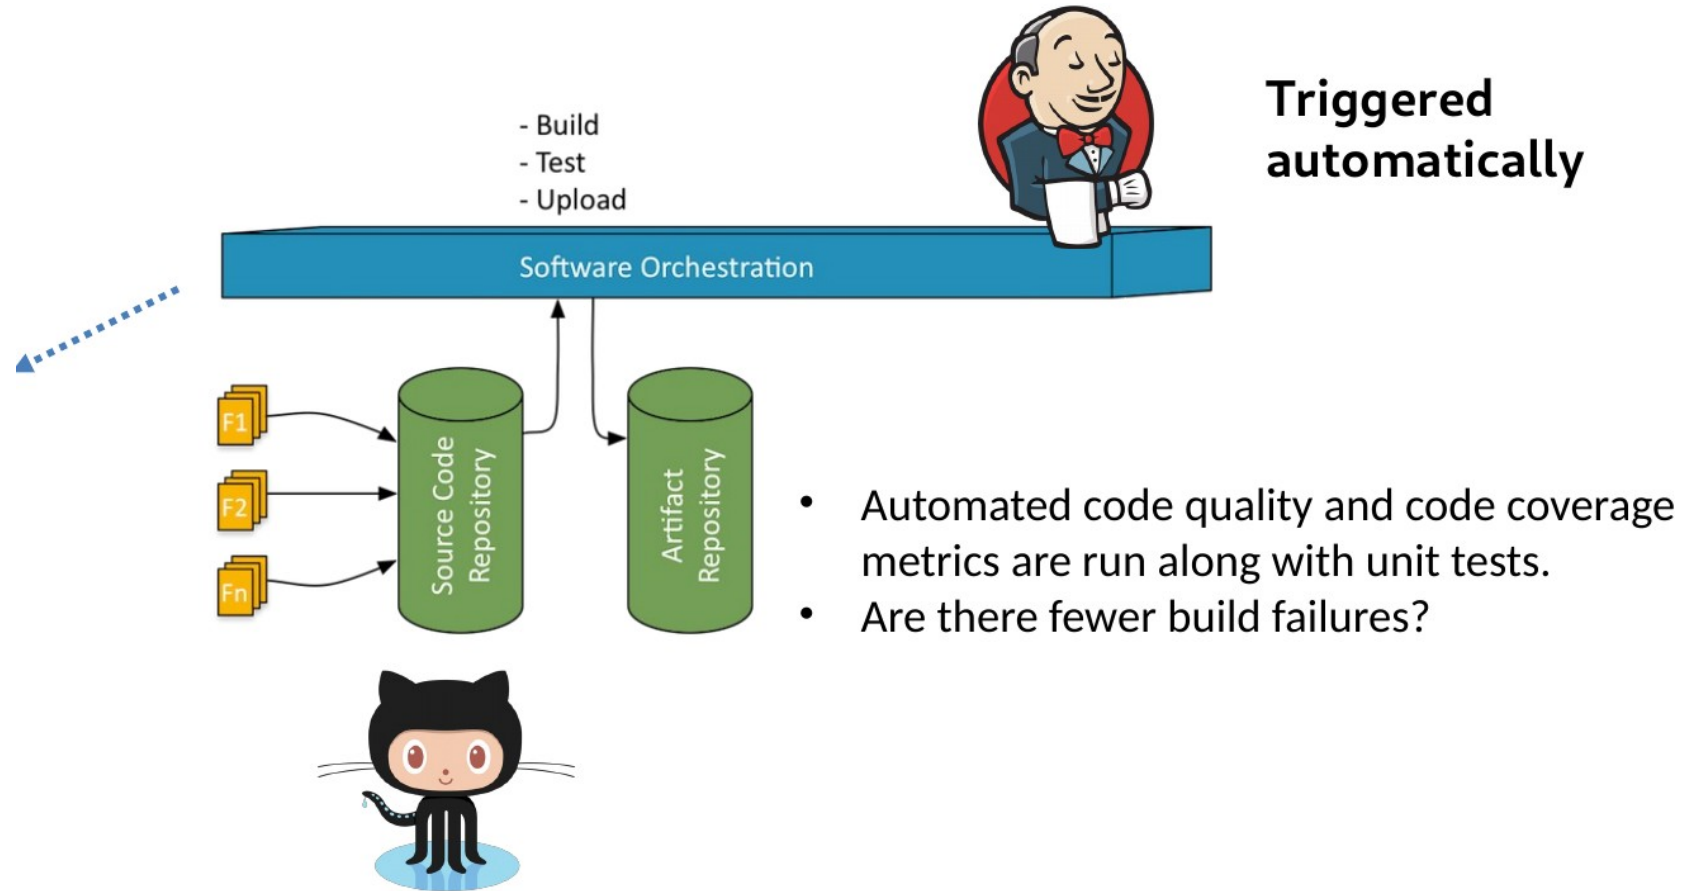 Triggered
automatically
- Build
- Test
- Upload
Software Orchestration
F1
F2
Fn
Source Code
Repository
Artifact
Repository
• Automated code quality and code coverage
metrics are run along with unit tests.
• Are there fewer build failures?